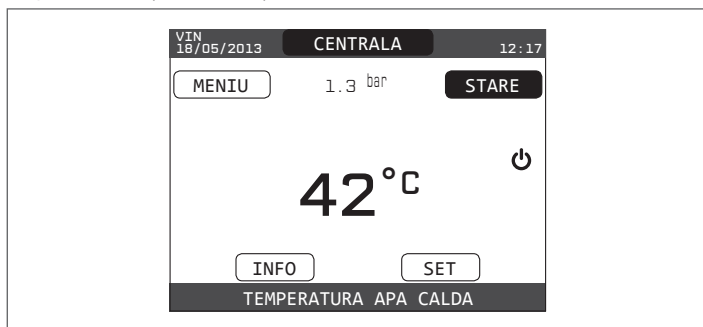 VIN
18/05/2013 CENTRALA 12:17
MENIU 1.3 bar STARE
42°C
INFO SET
TEMPERATURA APA CALDA